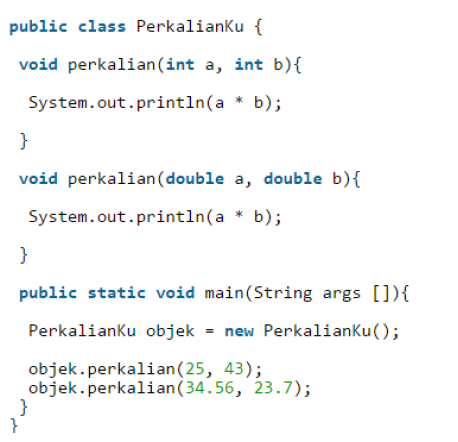 public class PerkalianKu {
void perkalian(int a, int b){
System.out.println(a * b);
}
void perkalian(double a, double b){
System.out.println(a * b);
}
public static void main(String args []){
PerkalianKu objek = new PerkalianKu();
objek.perkalian(25, 43);
objek.perkalian(34.56, 23.7);
}
}